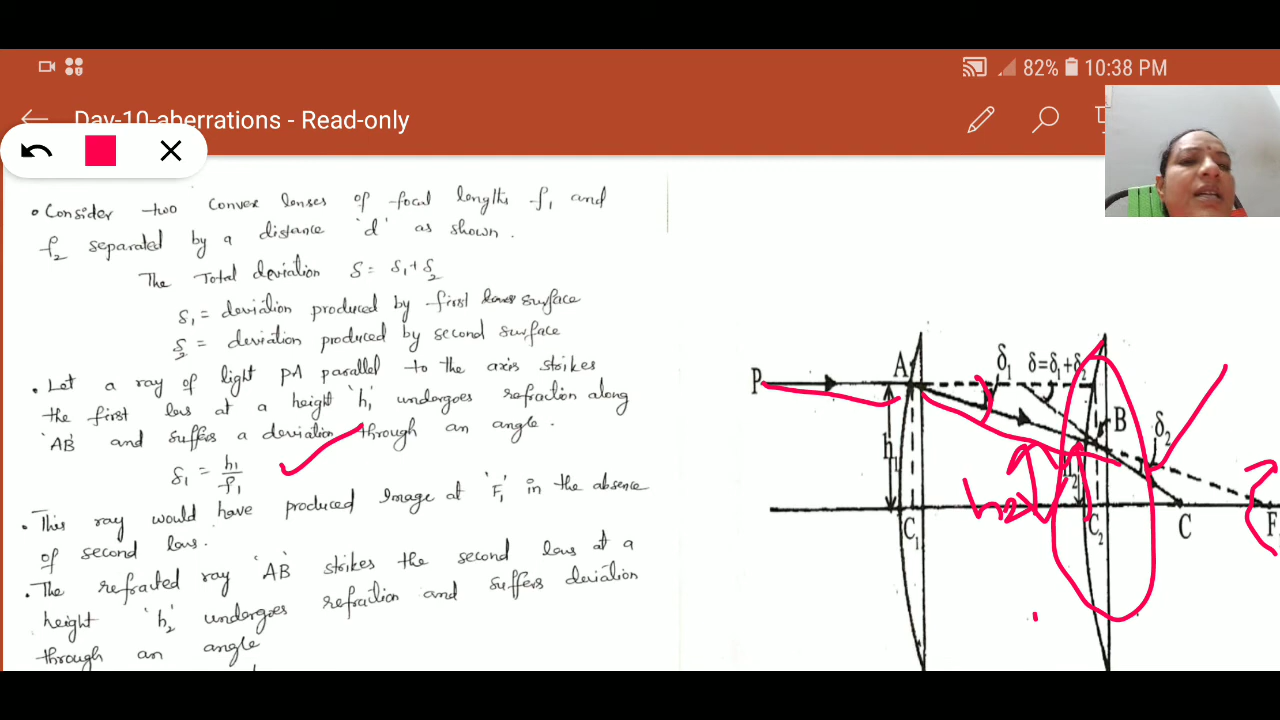 82% 10:38 PM
Day-10-aberrations - Read-only
• Consider two convex lenses of focal lengths f₁ and
f₂ separated by a distance 'd' as shown.
The Total deviation δ = δ₁+δ₂
δ₁ = deviation produced by first surface
δ₂ = deviation produced by second surface
• Let a ray of light PA parallel to the axis strikes
the first lens at a height 'h₁' undergoes refraction along
'AB' and suffers a deviation through an angle.
δ₁ = h₁/f₁
• This ray would have produced Image at 'F₁' in the absence
of second lens.
• The refracted ray 'AB' strikes the second lens at a
height 'h₂' undergoes refraction and suffers deviation
through an angle
P
A
δ₁
δ=δ₁+δ₂
B
δ₂
h₁
h₂
C₁
C₂
C
F